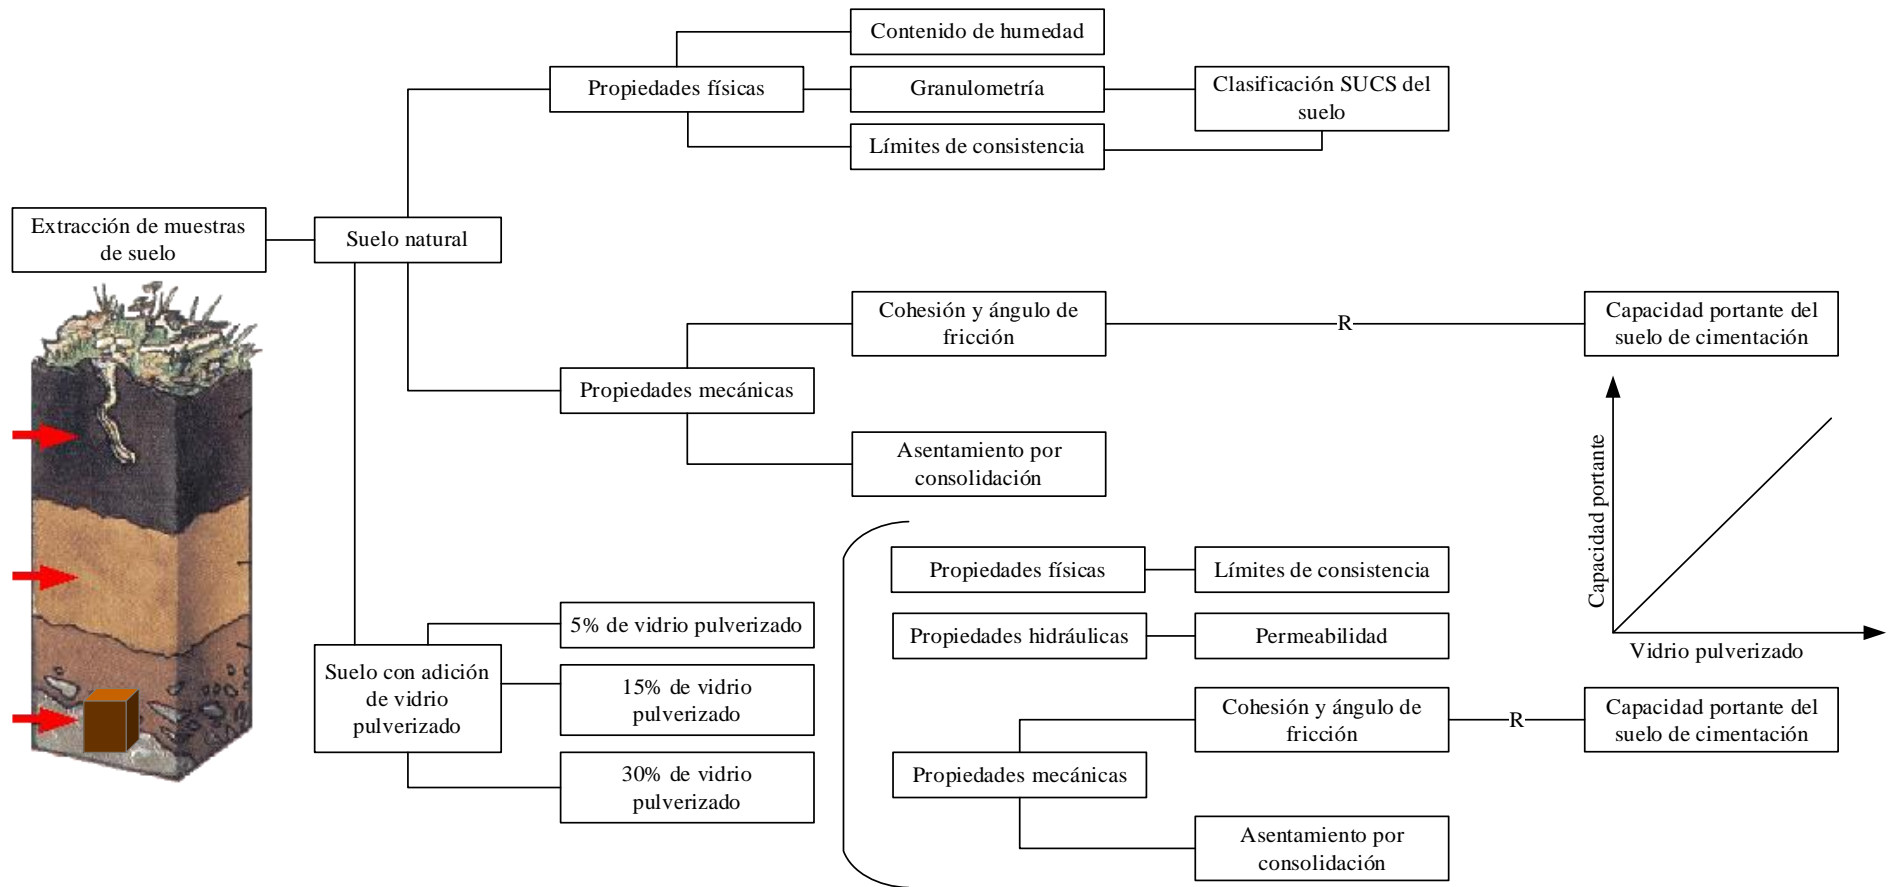 Contenido de humedad
Propiedades físicas
Granulometría
Clasificación SUCS del
suelo
Límites de consistencia
Extracción de muestras
de suelo
Suelo natural
Cohesión y ángulo de
fricción
R
Capacidad portante del
suelo de cimentación
Propiedades mecánicas
Asentamiento por
consolidación
Capacidad portante
Vidrio pulverizado
Suelo con adición
de vidrio
pulverizado
5% de vidrio pulverizado
15% de vidrio
pulverizado
30% de vidrio
pulverizado
Propiedades físicas
Límites de consistencia
Propiedades hidráulicas
Permeabilidad
Propiedades mecánicas
Cohesión y ángulo de
fricción
R
Capacidad portante del
suelo de cimentación
Asentamiento por
consolidación